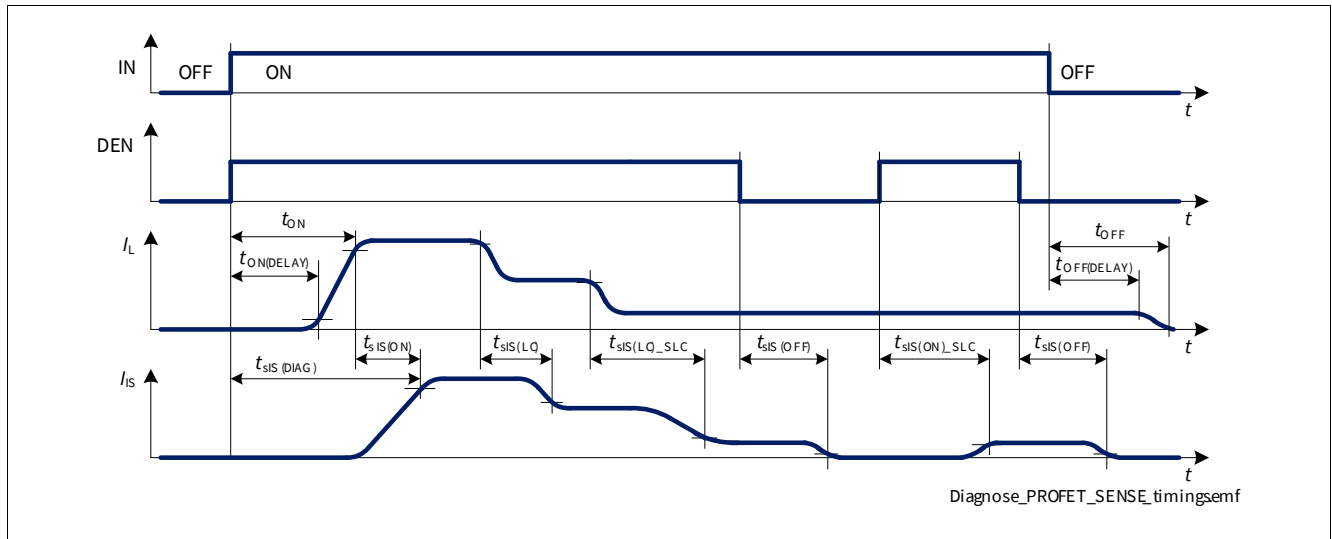 IN OFF ON OFF
t
DEN
t
tON tOFF
IL
tON(DELAY) tOFF(DELAY)
t
tsIS(ON) tsIS(LC) tsIS(LC)_SLC tsIS(OFF) tsIS(ON)_SLC tsIS(OFF)
tsIS(DIAG)
IIS
t
Diagnose_PROFET_SENSE_timings.emf